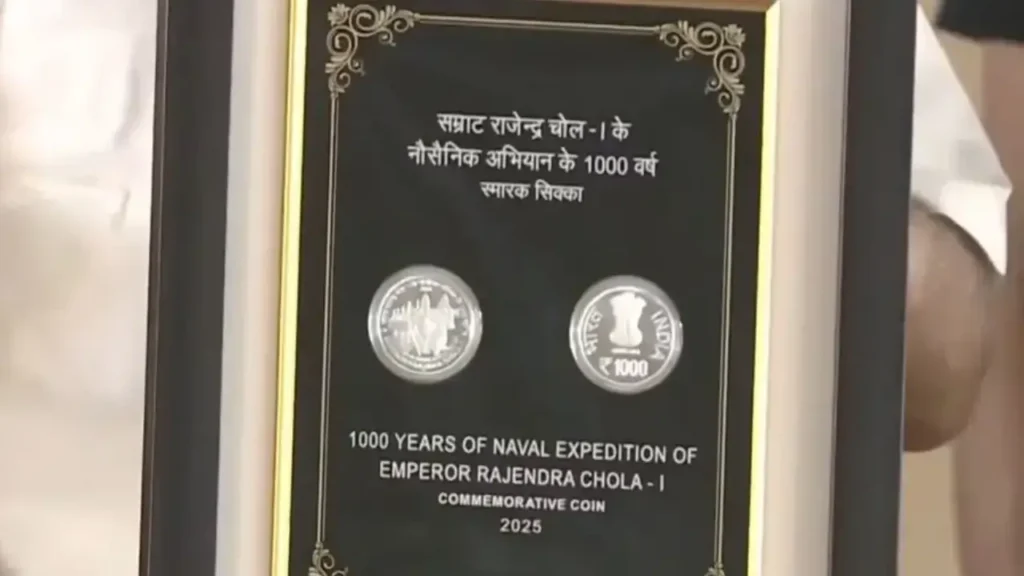 सम्राट राजेन्द्र चोल - I के
नौसैनिक अभियान के 1000 वर्ष
स्मारक सिक्का
भारत
INDIA
₹ 1000
1000 YEARS OF NAVAL EXPEDITION OF
EMPEROR RAJENDRA CHOLA - I
COMMEMORATIVE COIN
2025